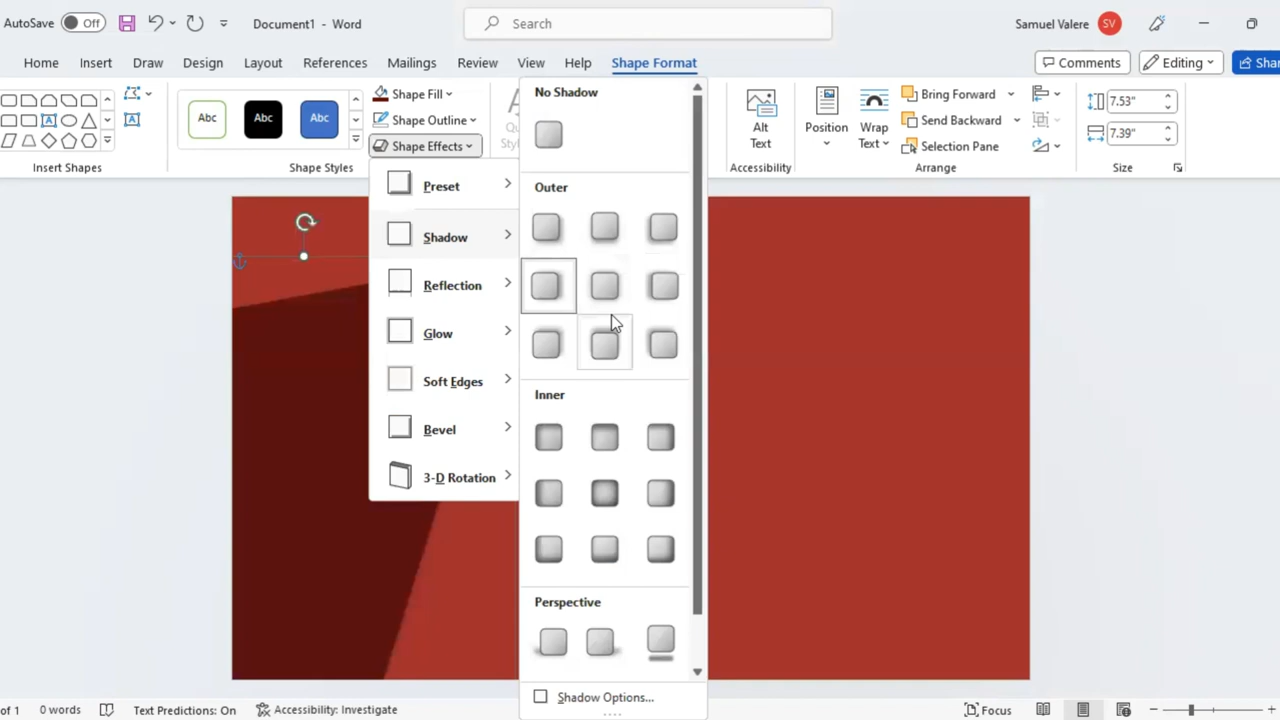 AutoSave Off Document1 - Word Search Samuel Valere SV
Home Insert Draw Design Layout References Mailings Review View Help Shape Format Comments Editing Shar
Abc Abc Abc
Shape Fill
Shape Outline
Shape Effects
Alt
Text
Position
Wrap
Text
Bring Forward
Send Backward
Selection Pane
7.53"
7.39"
Insert Shapes Shape Styles Accessibility Arrange Size
Preset
Shadow
Reflection
Glow
Soft Edges
Bevel
3-D Rotation
No Shadow
Outer
Inner
Perspective
Shadow Options...
of 1 0 words Text Predictions: On Accessibility: Investigate Focus